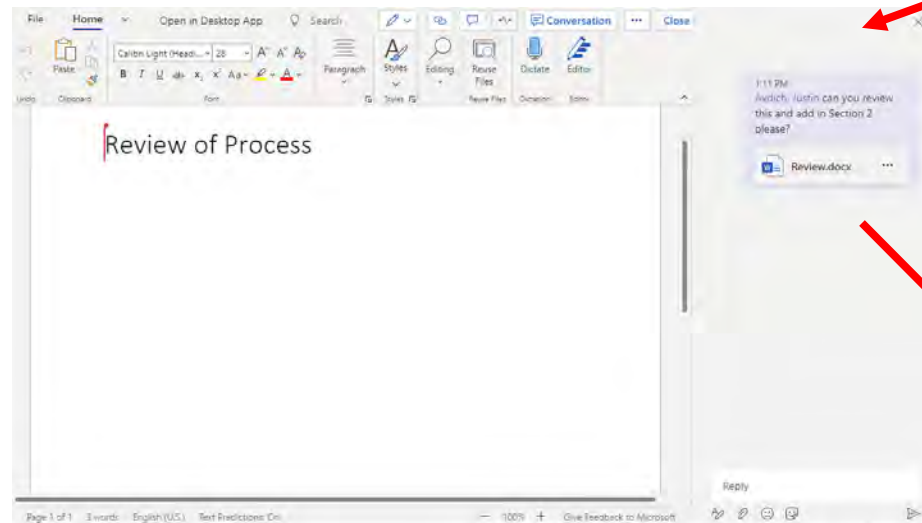 File Home Open in Desktop App Search Conversation ... Close
Calibri Light (Headi... 28 A^ A˅ Ap
Paste B I U ab x, x Aa A Paragraph Styles Editing Reuse Files Dictate Editor
Undo Clipboard Font Styles Reuse Files Dictation Editor
Review of Process
1:11 PM
Justin can you review
this and add in Section 2
please?
Review.docx ...
Reply
Page 1 of 1 3 words English (U.S.) Text Predictions: On 100% + Give Feedback to Microsoft